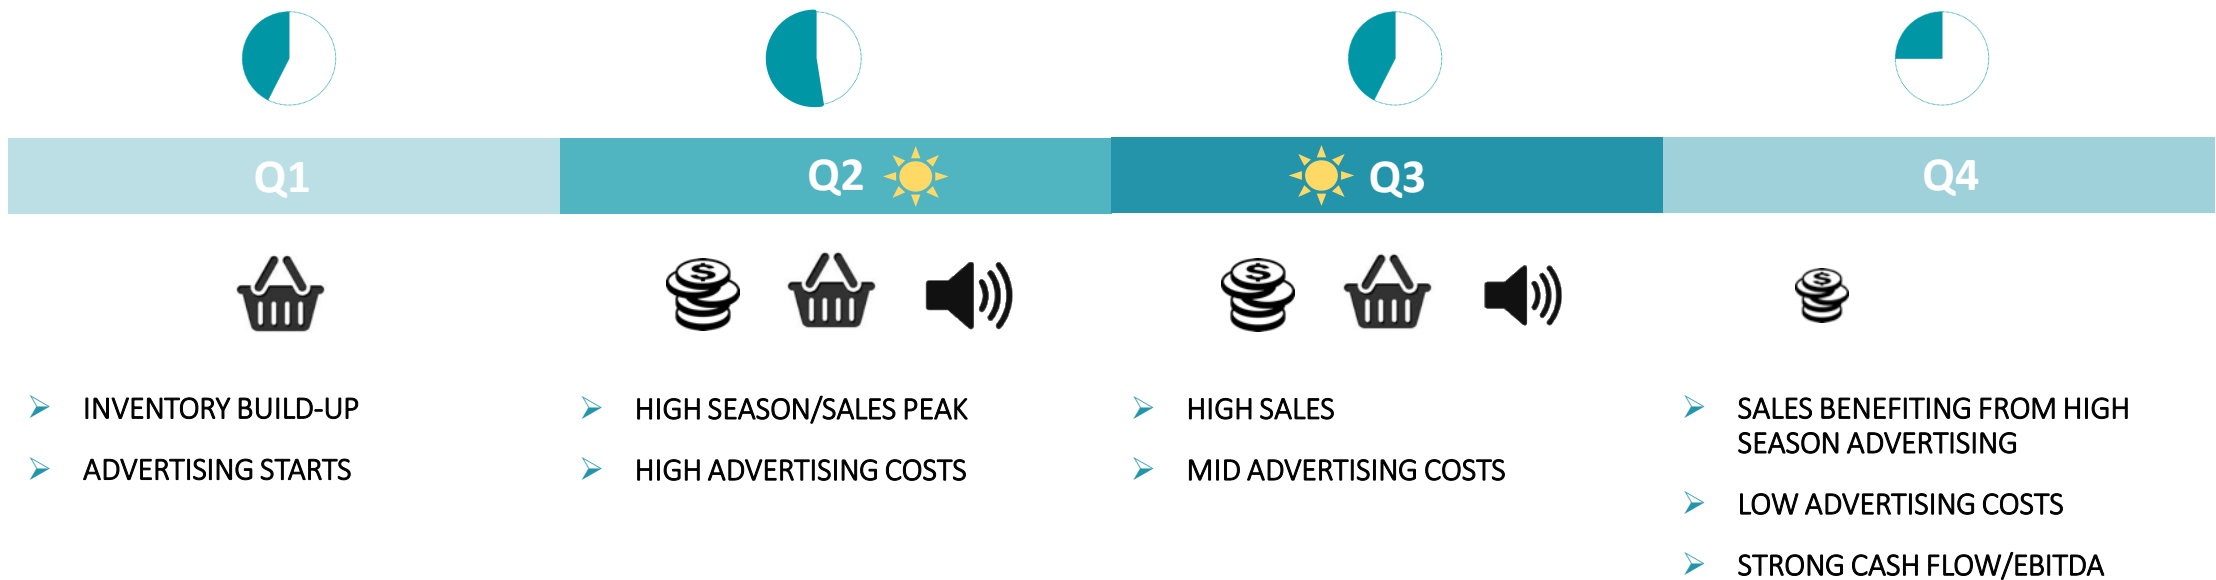 Q1
Q2
Q3
Q4
INVENTORY BUILD-UP
ADVERTISING STARTS
HIGH SEASON/SALES PEAK
HIGH ADVERTISING COSTS
HIGH SALES
MID ADVERTISING COSTS
SALES BENEFITING FROM HIGH
SEASON ADVERTISING
LOW ADVERTISING COSTS
STRONG CASH FLOW/EBITDA